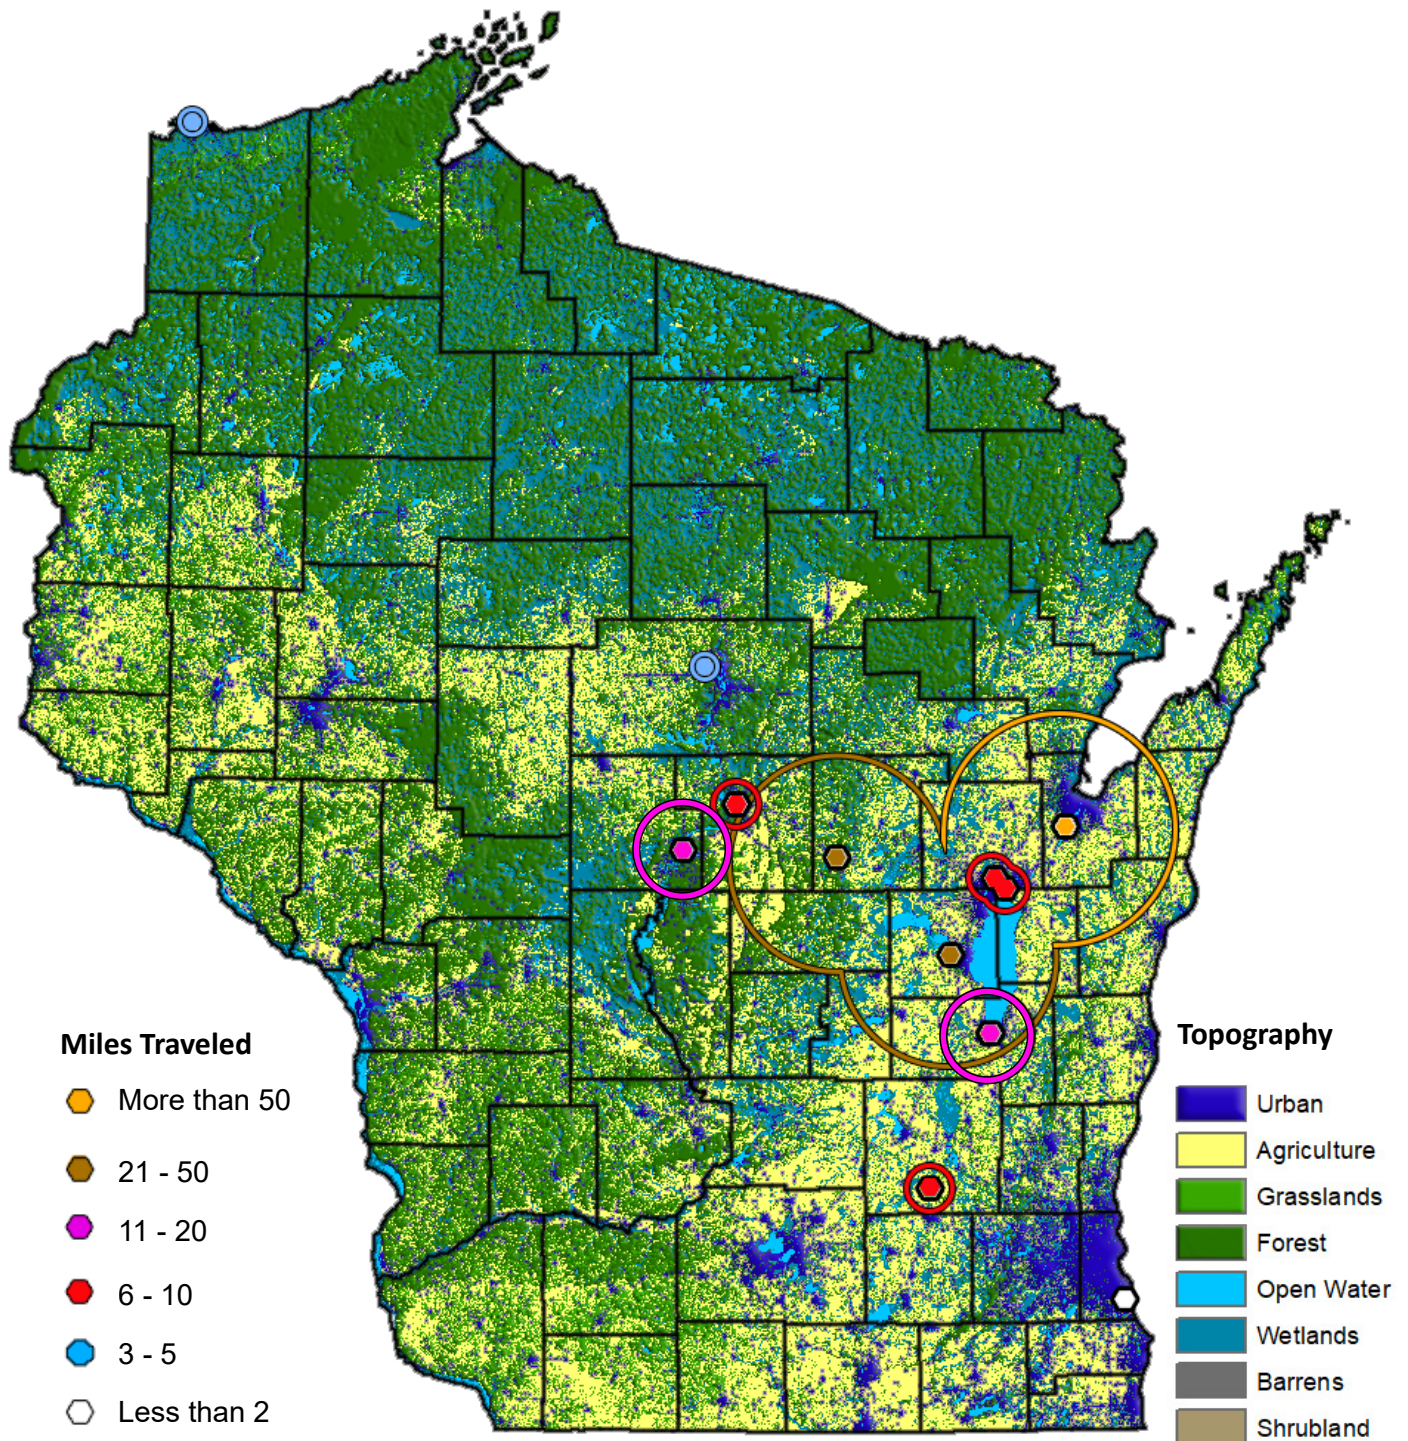 Miles Traveled
More than 50
21 - 50
11 - 20
6 - 10
3 - 5
Less than 2
Topography
Urban
Agriculture
Grasslands
Forest
Open Water
Wetlands
Barrens
Shrubland